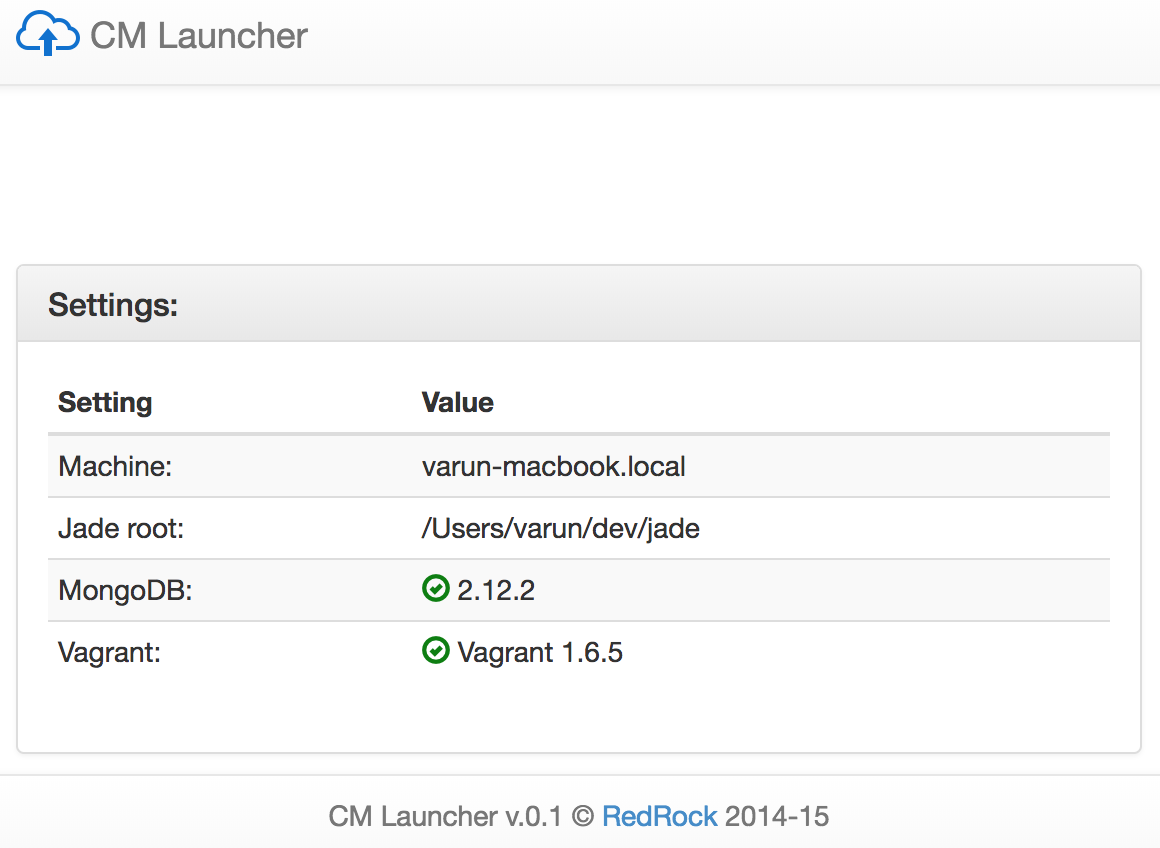 CM Launcher
Settings:
Setting Value
Machine: varun-macbook.local
Jade root: /Users/varun/dev/jade
MongoDB: 2.12.2
Vagrant: Vagrant 1.6.5
CM Launcher v.0.1 © RedRock 2014-15